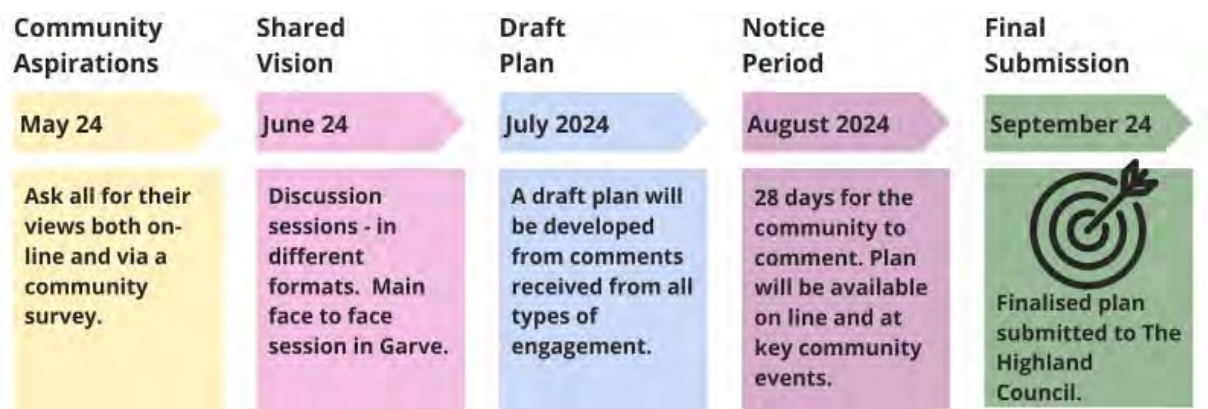 Community
Aspirations
May 24
Ask all for their
views both on-
line and via a
community
survey.
Shared
Vision
June 24
Discussion
sessions - in
different
formats.  Main
face to face
session in Garve.
Draft
Plan
July 2024
A draft plan will
be developed
from comments
received from all
types of
engagement.
Notice
Period
August 2024
28 days for the
community to
comment. Plan
will be available
on line and at
key community
events.
Final
Submission
September 24
Finalised plan
submitted to The
Highland
Council.